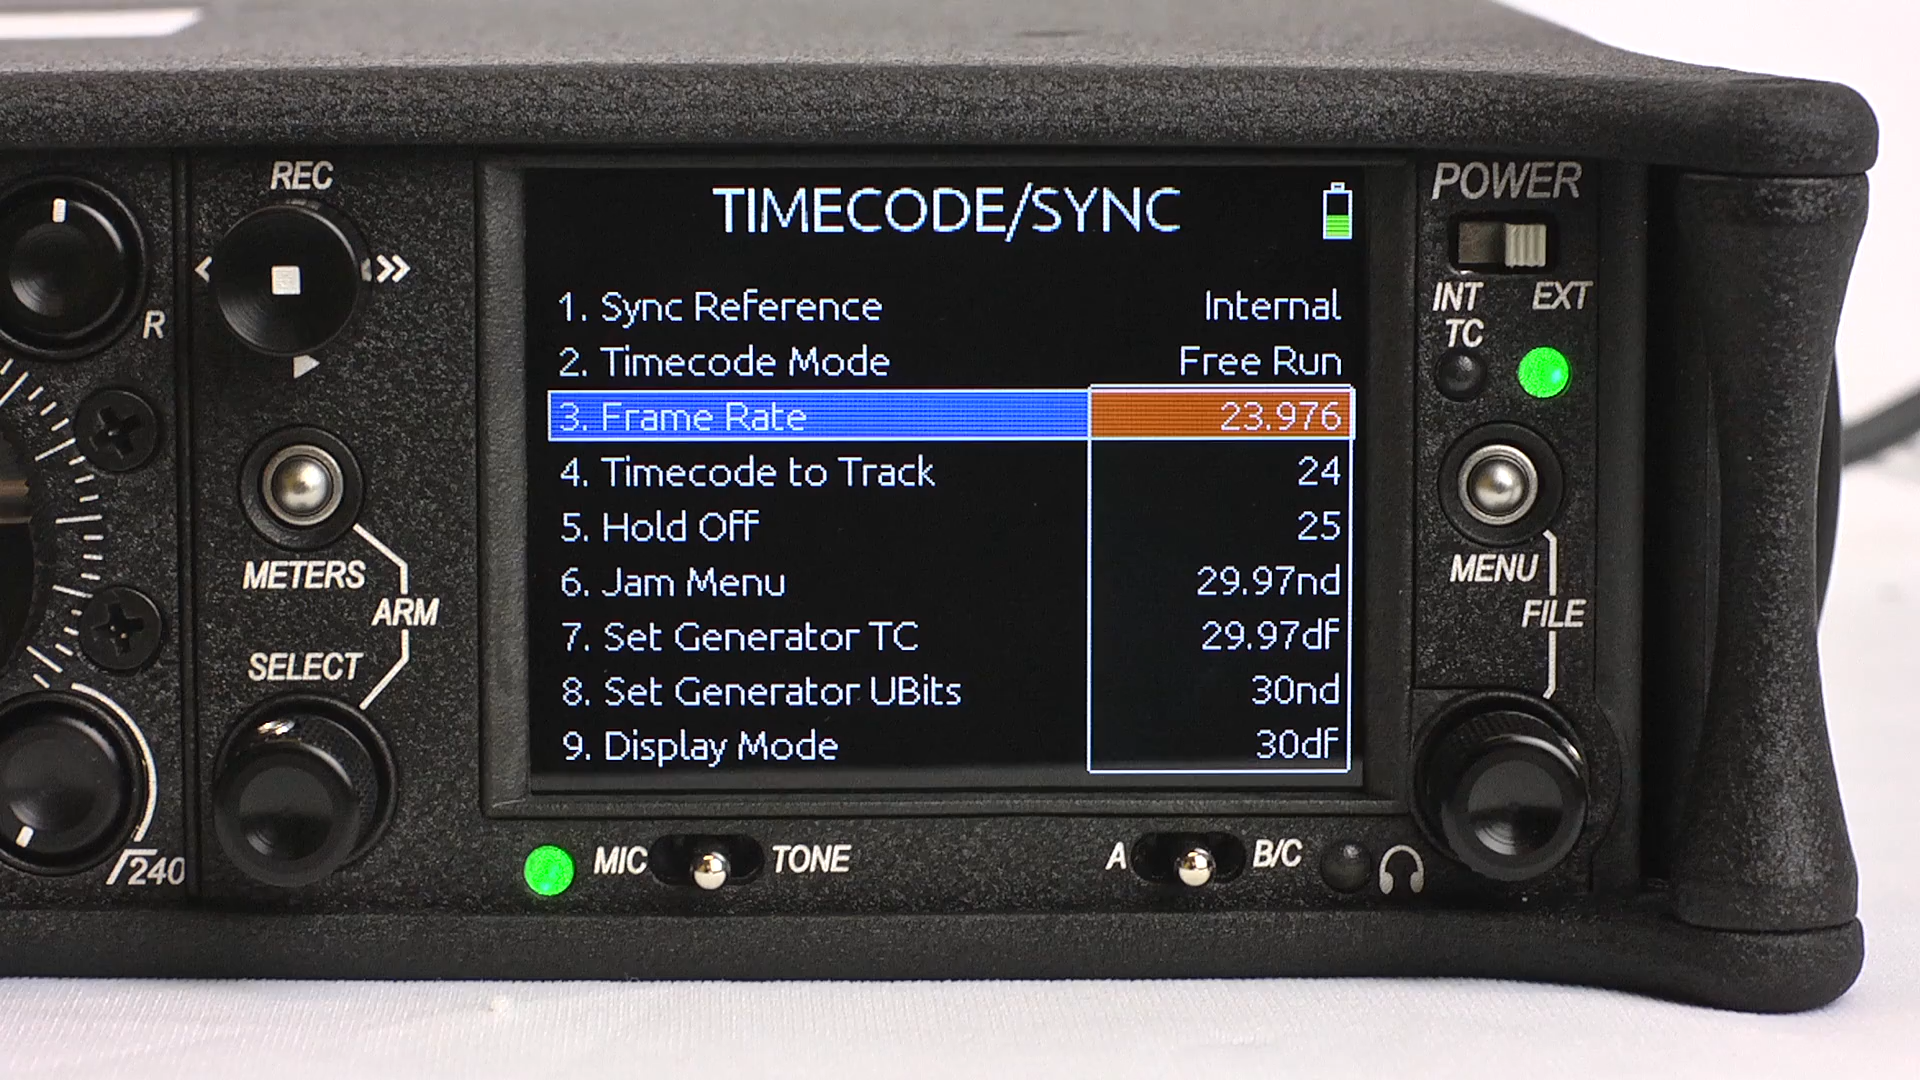 REC
R
METERS
ARM
SELECT
240
TIMECODE/SYNC
1. Sync Reference Internal
2. Timecode Mode Free Run
3. Frame Rate 23.976
4. Timecode to Track 24
5. Hold Off 25
6. Jam Menu 29.97nd
7. Set Generator TC 29.97df
8. Set Generator UBits 30nd
9. Display Mode 30df
MIC TONE
A B/C
POWER
INT EXT
TC
MENU
FILE